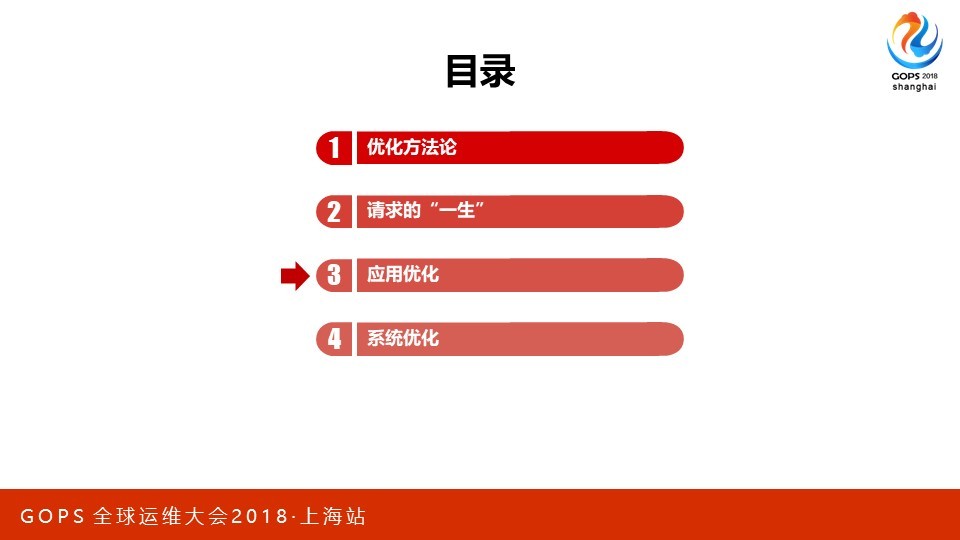 GOPS 2018
shanghai
目录
1 优化方法论
2 请求的“一生”
3 应用优化
4 系统优化
GOPS 全球运维大会2018·上海站